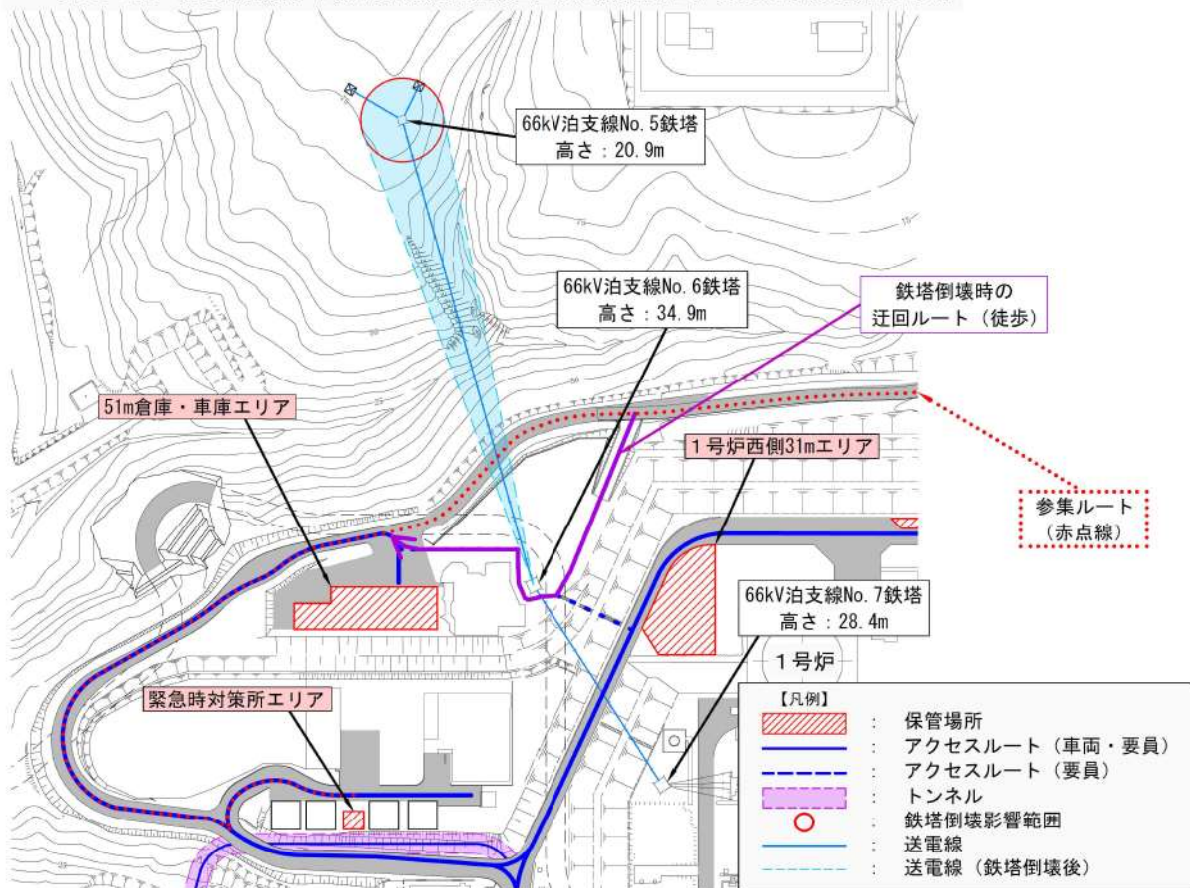 66kV泊支線No.5鉄塔
高さ：20.9m
66kV泊支線No.6鉄塔
高さ：34.9m
鉄塔倒壊時の
迂回ルート（徒歩）
51m倉庫・車庫エリア
1号炉西側31mエリア
参集ルート
（赤点線）
66kV泊支線No.7鉄塔
高さ：28.4m
1号炉
緊急時対策所エリア
【凡例】
： 保管場所
： アクセスルート（車両・要員）
： アクセスルート（要員）
： トンネル
： 鉄塔倒壊影響範囲
： 送電線
： 送電線（鉄塔倒壊後）